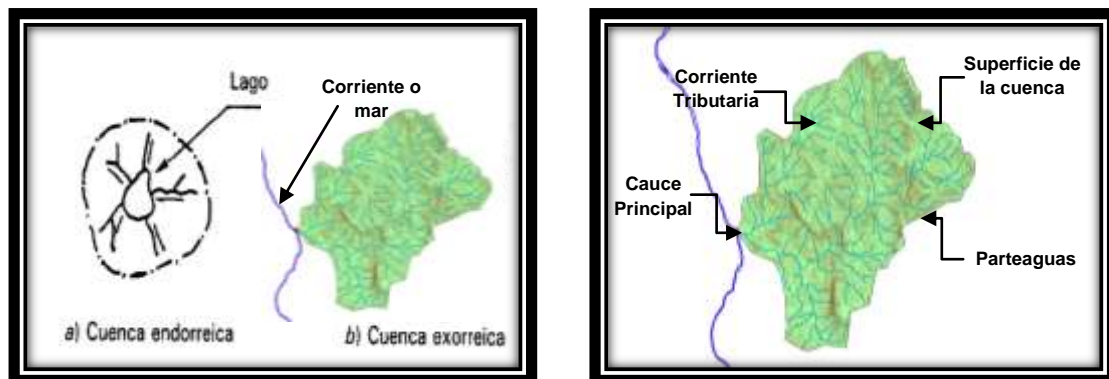 Lago
Corriente o
mar
a) Cuenca endorreica
b) Cuenca exorreica
Corriente
Tributaria
Superficie de
la cuenca
Cauce
Principal
Parteaguas